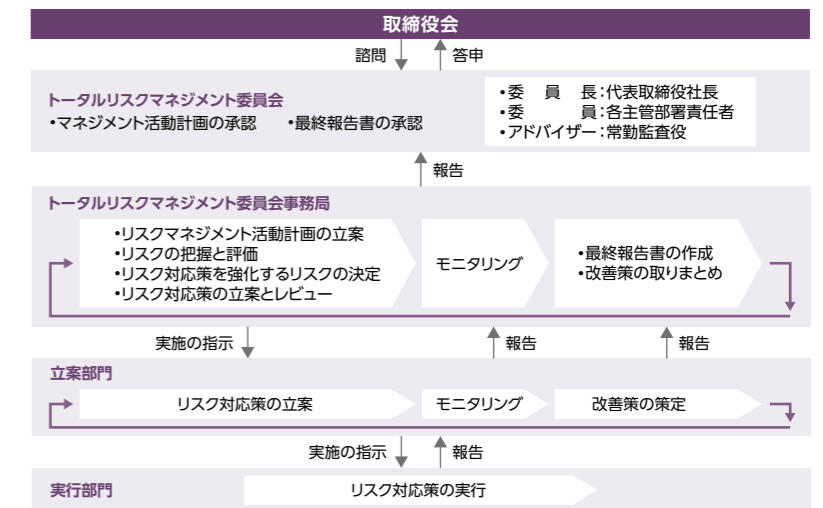 取締役会
諮問
答申
トータルリスクマネジメント委員会
•マネジメント活動計画の承認 •最終報告書の承認
•委員長：代表取締役社長
•委員：各主管部署責任者
•アドバイザー：常勤監査役
報告
トータルリスクマネジメント委員会事務局
•リスクマネジメント活動計画の立案
•リスクの把握と評価
•リスク対応策を強化するリスクの決定
•リスク対応策の立案とレビュー
モニタリング
•最終報告書の作成
•改善策の取りまとめ
実施の指示
報告
報告
立案部門
リスク対応策の立案
モニタリング
改善策の策定
実施の指示
報告
実行部門
リスク対応策の実行